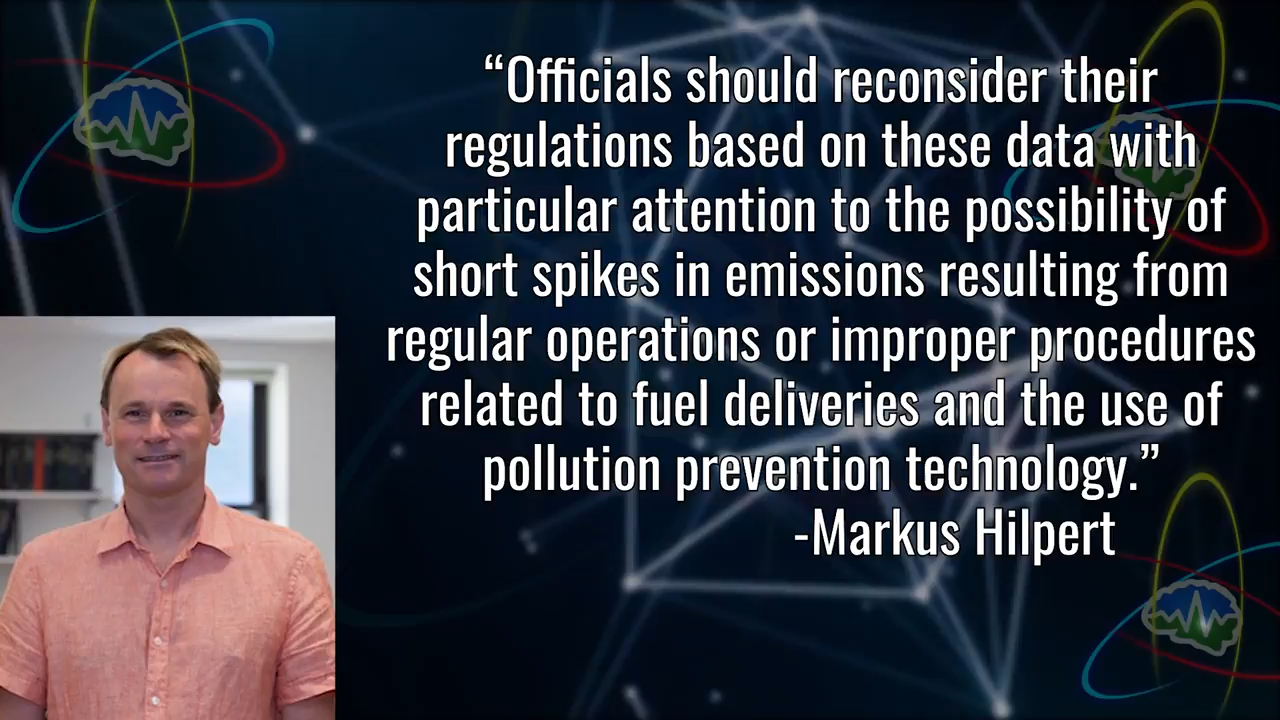 “Officials should reconsider their
regulations based on these data with
particular attention to the possibility of
short spikes in emissions resulting from
regular operations or improper procedures
related to fuel deliveries and the use of
pollution prevention technology.”
-Markus Hilpert